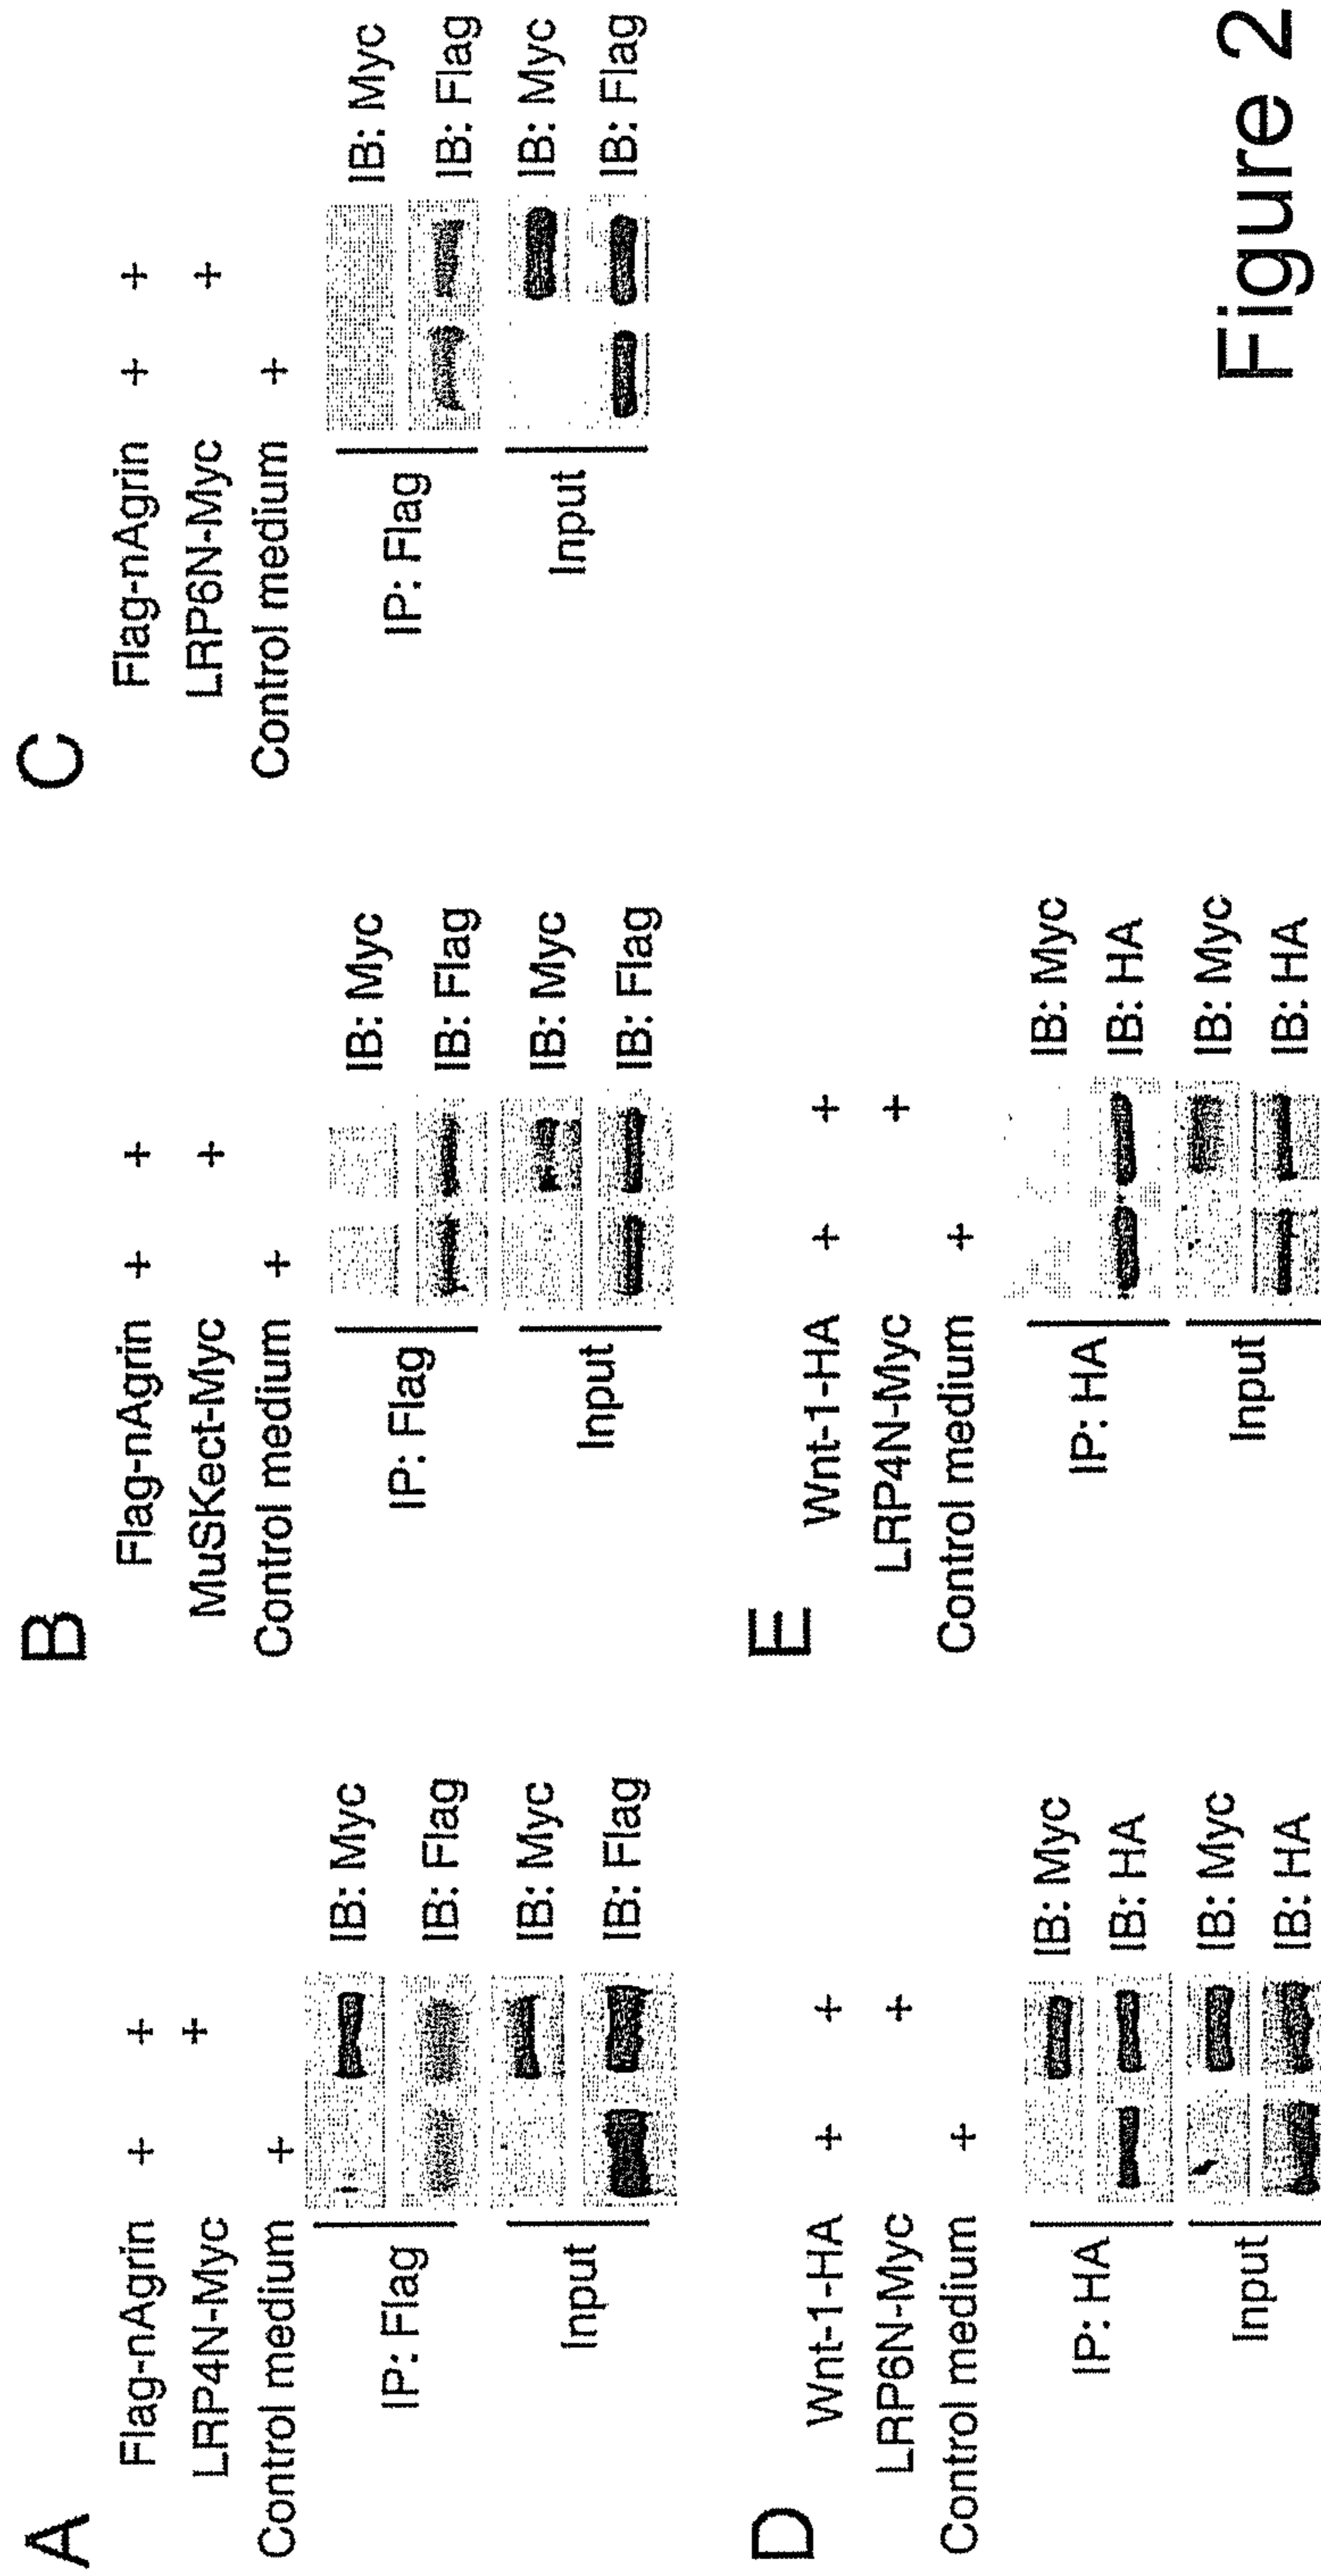 A
Flag-nAgrin + +
LRP4N-Myc +
Control medium +
IP: Flag
IB: Myc
IB: Flag
Input
IB: Myc
IB: Flag
B
Flag-nAgrin + +
MuSKect-Myc +
Control medium +
IP: Flag
IB: Myc
IB: Flag
Input
IB: Myc
IB: Flag
C
Flag-nAgrin + +
LRP6N-Myc +
Control medium +
IP: Flag
IB: Myc
IB: Flag
Input
IB: Myc
IB: Flag
D
Wnt-1-HA + +
LRP6N-Myc +
Control medium +
IP: HA
IB: Myc
IB: HA
Input
IB: Myc
IB: HA
E
Wnt-1-HA + +
LRP4N-Myc +
Control medium +
IP: HA
IB: Myc
IB: HA
Input
IB: Myc
IB: HA
Figure 2